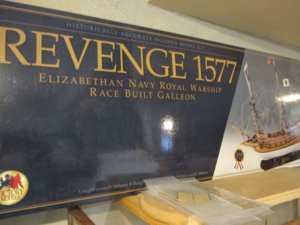 HISTORICALLY ACCURATE WOODEN MODEL KIT
REVENGE 1577
ELIZABETHAN NAVY ROYAL WARSHIP
RACE BUILT GALLEON